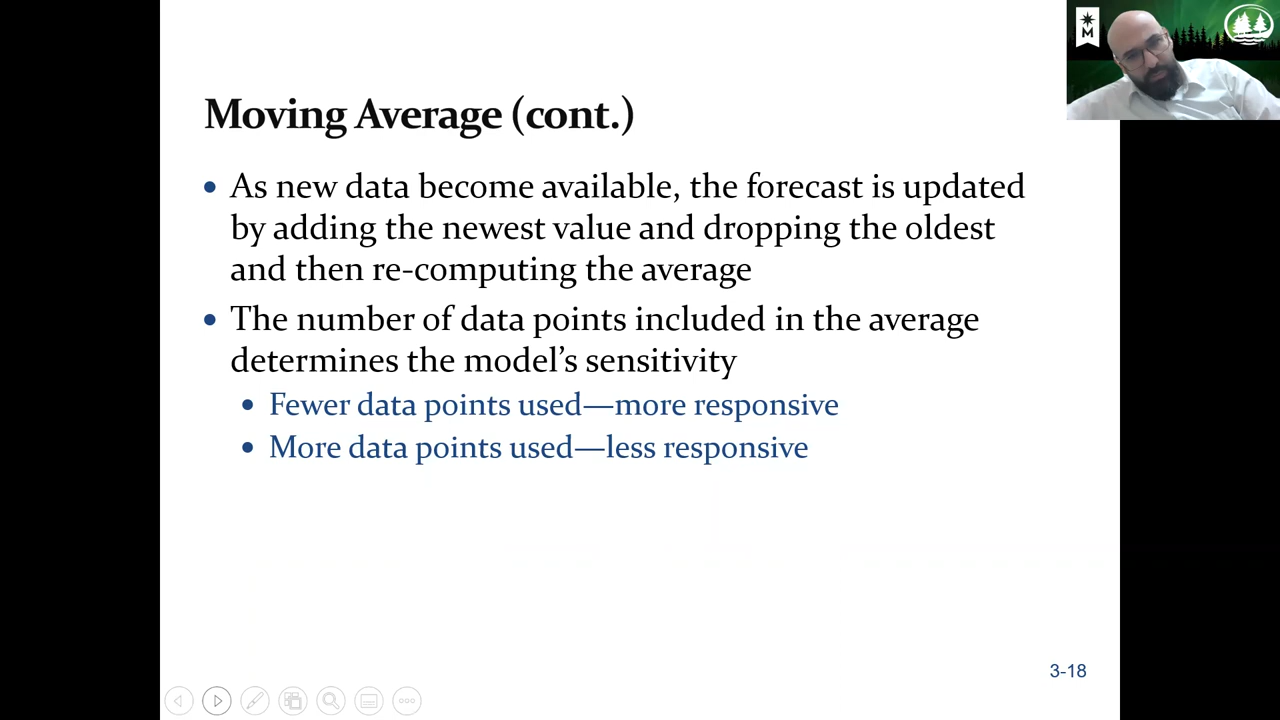 M
Moving Average (cont.)
• As new data become available, the forecast is updated
by adding the newest value and dropping the oldest
and then re-computing the average
• The number of data points included in the average
determines the model’s sensitivity
• Fewer data points used—more responsive
• More data points used—less responsive
3-18